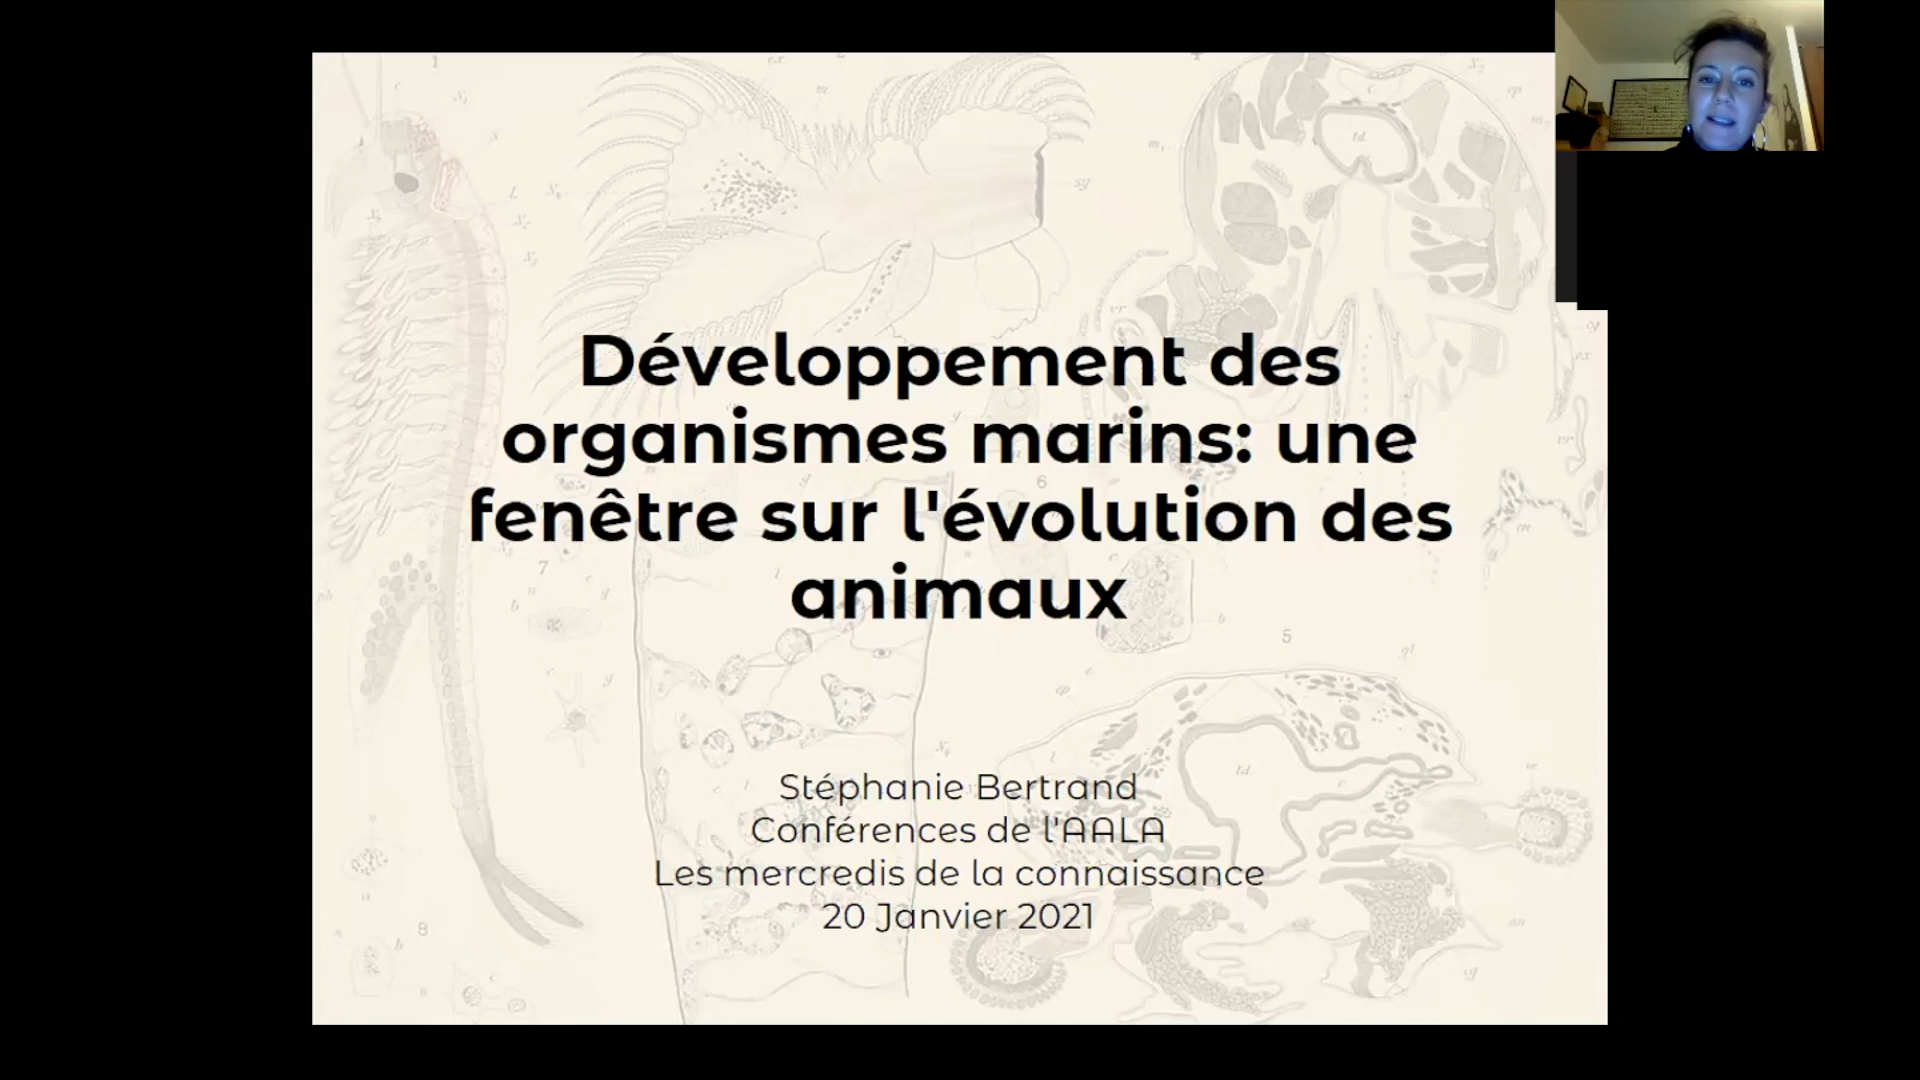 Développement des
organismes marins: une
fenêtre sur l'évolution des
animaux
Stéphanie Bertrand
Conférences de l'AALA
Les mercredis de la connaissance
20 Janvier 2021